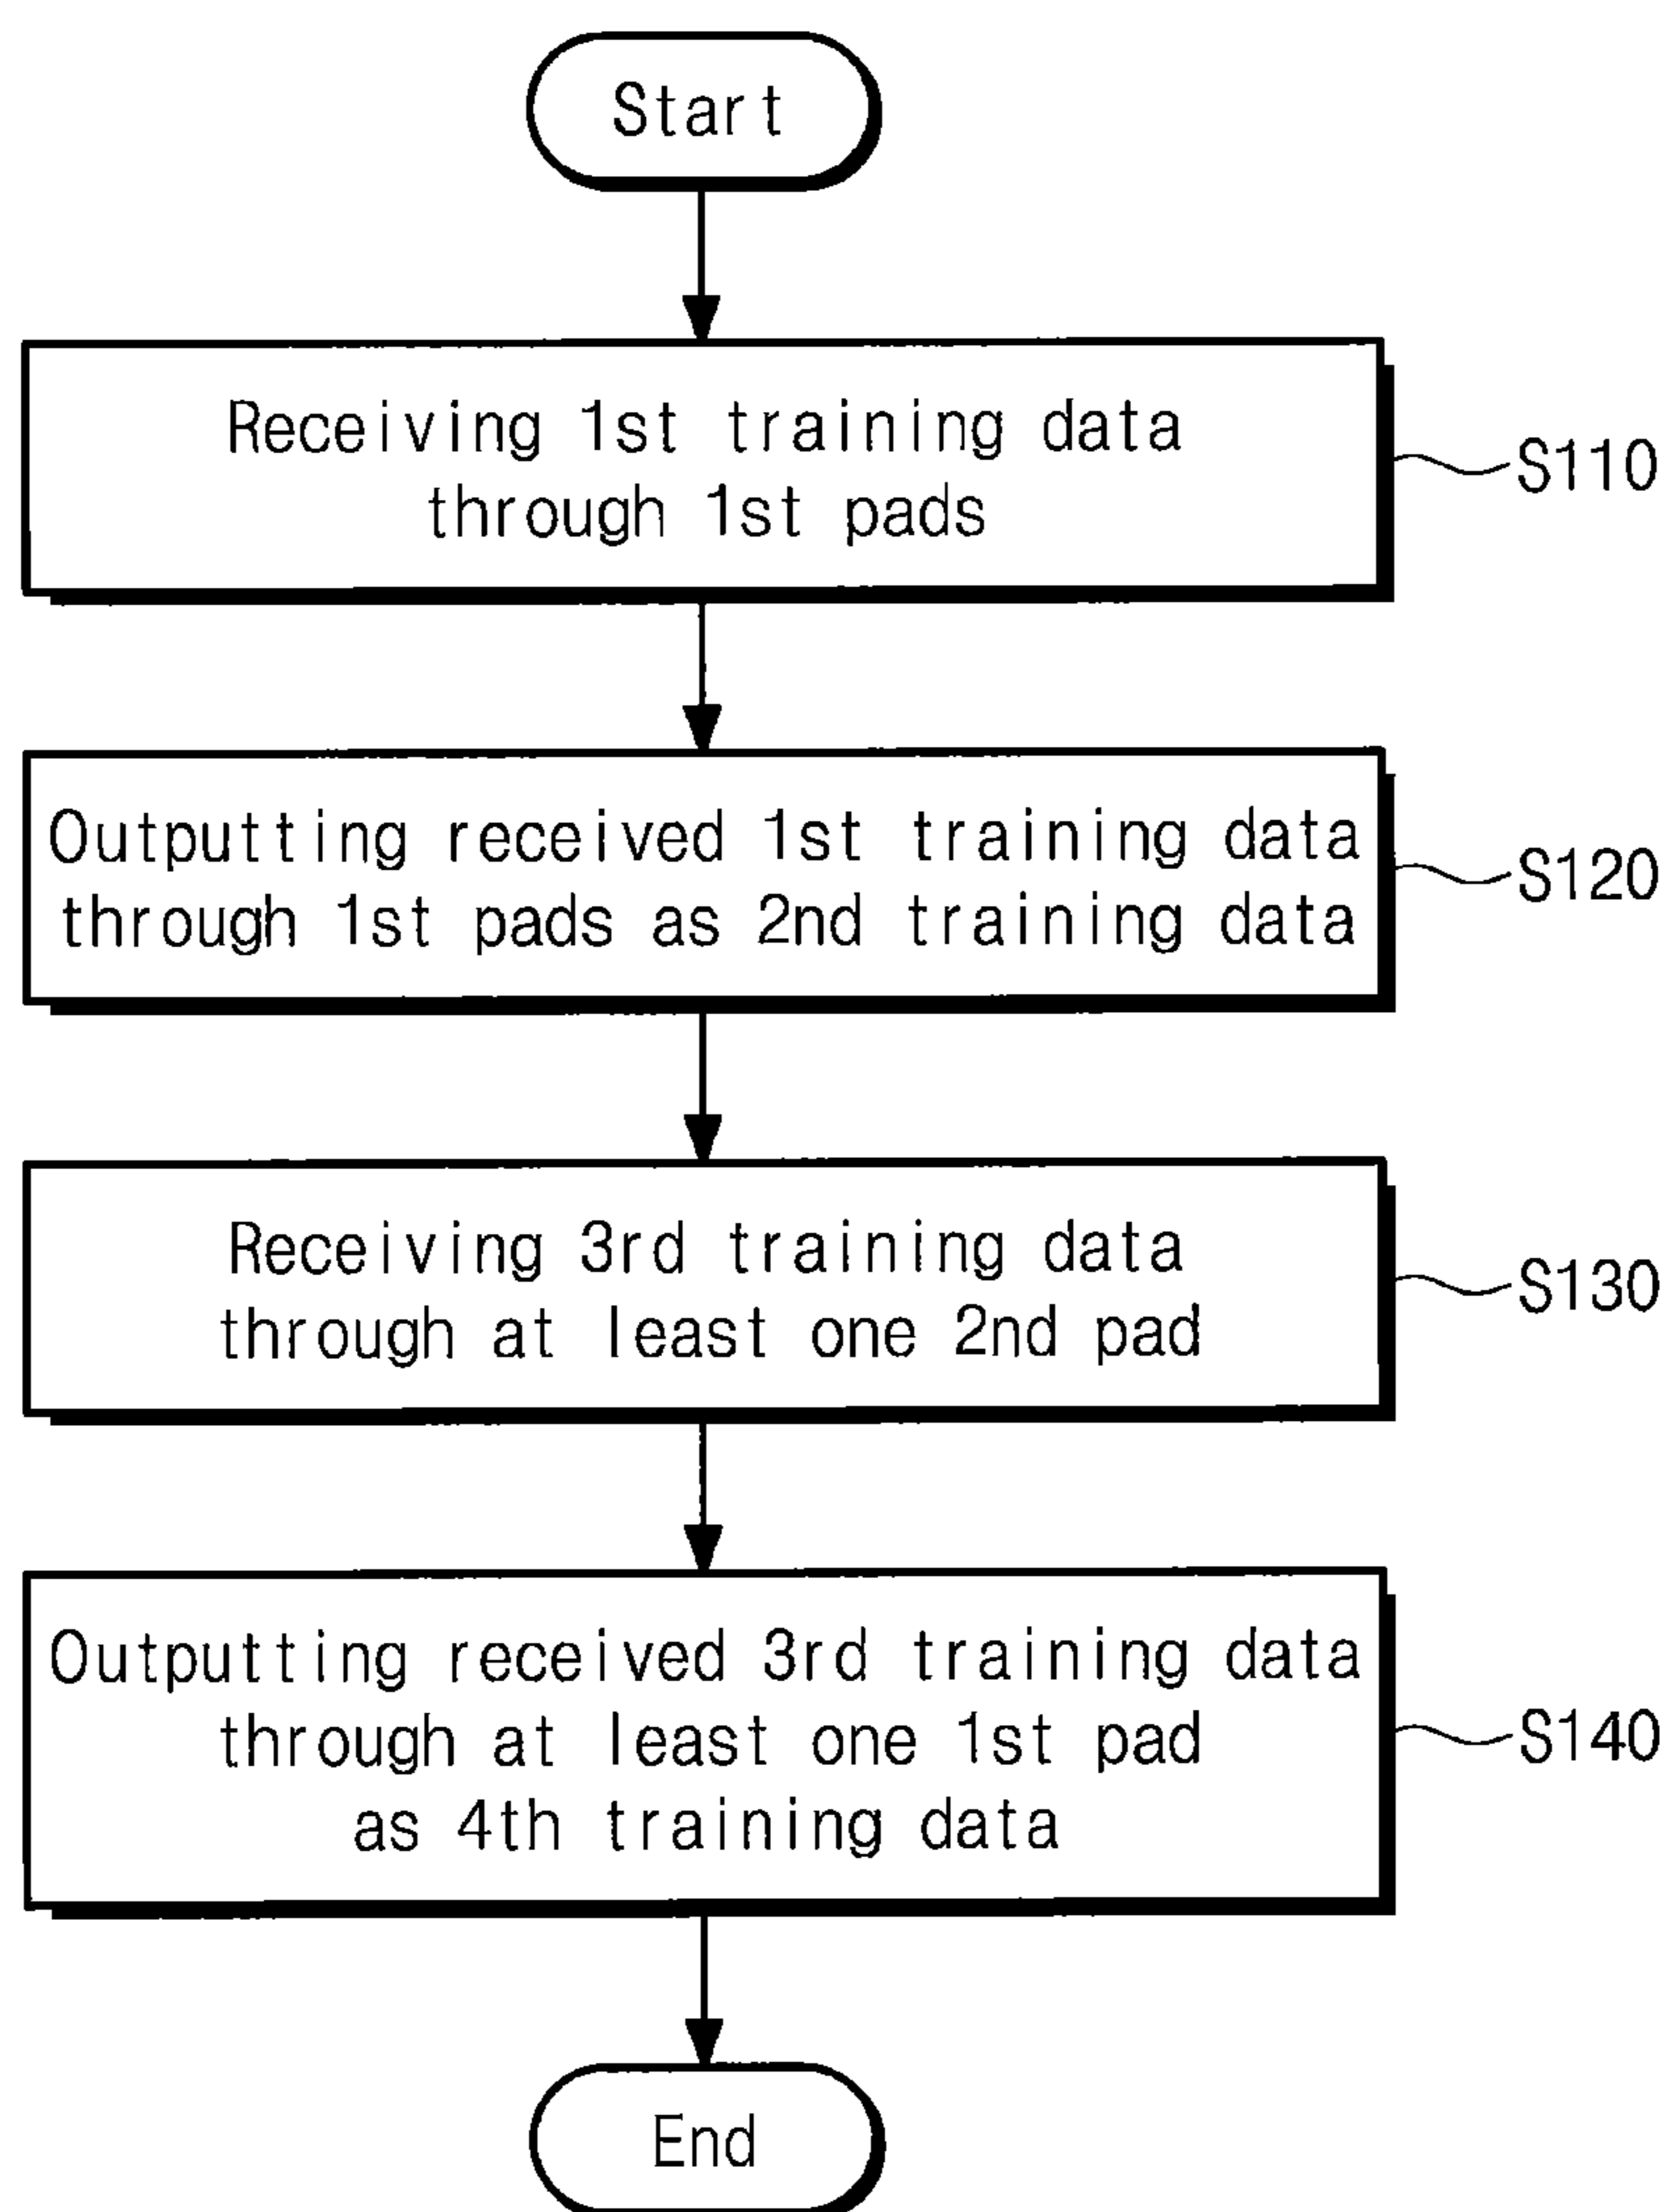 Start
Receiving 1st training data
through 1st pads
S110
Outputting received 1st training data
through 1st pads as 2nd training data
S120
Receiving 3rd training data
through at least one 2nd pad
S130
Outputting received 3rd training data
through at least one 1st pad
as 4th training data
S140
End